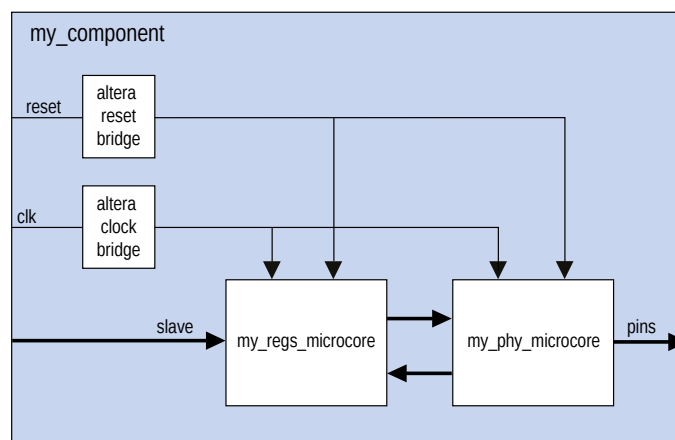 my_component
reset
altera
reset
bridge
clk
altera
clock
bridge
slave
my_regs_microcore
my_phy_microcore
pins